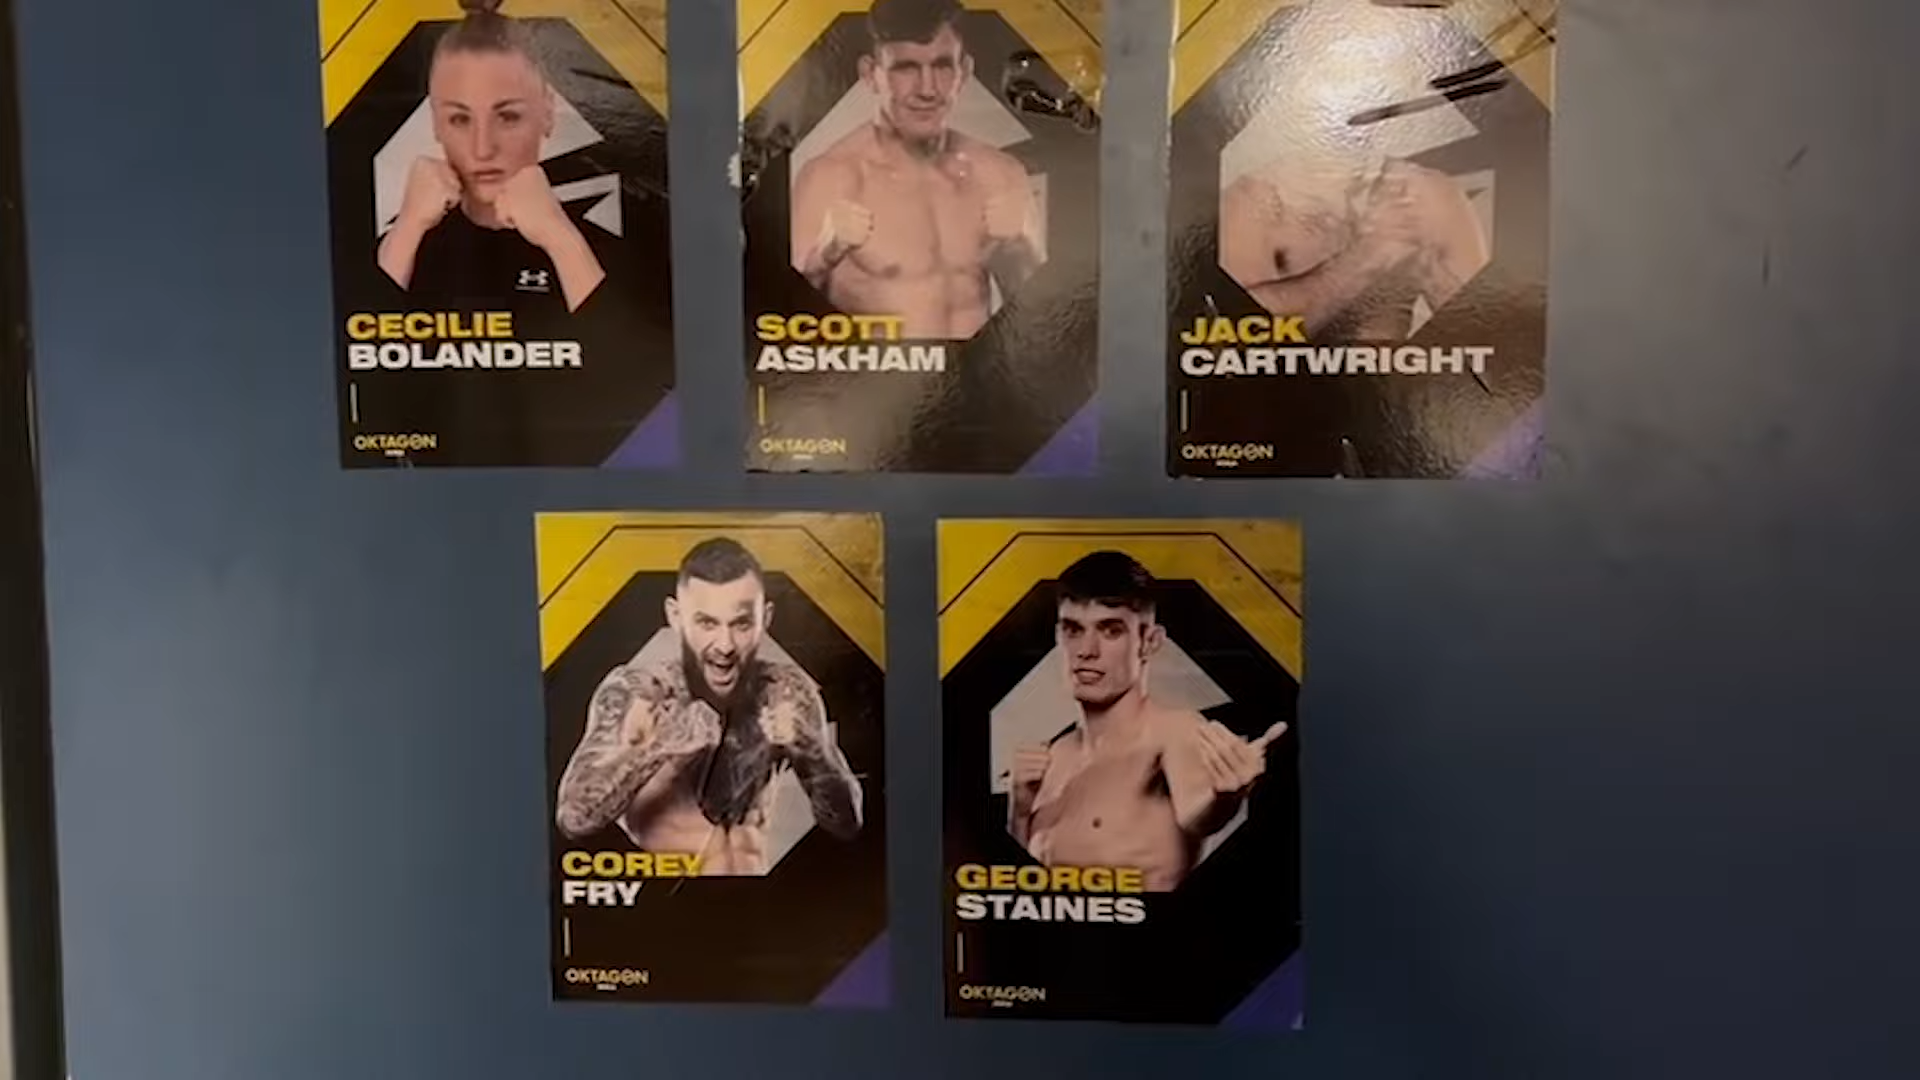 CECILIE
BOLANDER
OKTAGON
SCOTT
ASKHAM
OKTAGON
JACK
CARTWRIGHT
OKTAGON
COREY
FRY
OKTAGON
GEORGE
STAINES
OKTAGON